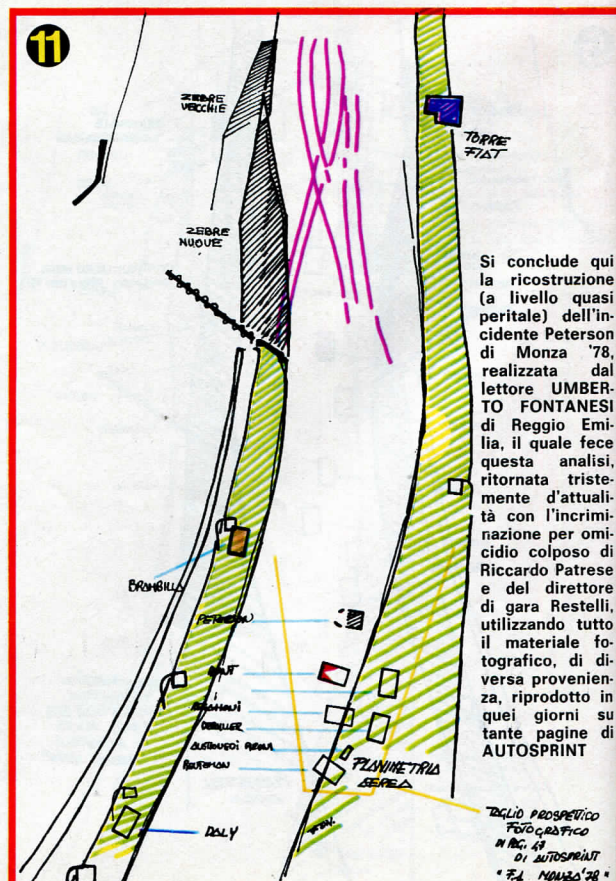 11
ZEBRE
VECCHIE
TORRE
FIAT
ZEBRE
NUOVE
Si conclude qui
la ricostruzione
(a livello quasi
peritale) dell'in-
cidente Peterson
di Monza '78,
realizzata dal
lettore UMBER-
TO FONTANESI
di Reggio Emi-
lia, il quale fece
questa analisi,
ritornata triste-
mente d'attuali-
tà con l'incrimi-
nazione per omi-
cidio colposo di
Riccardo Patrese
e del direttore
di gara Restelli,
utilizzando tutto
il materiale fo-
tografico, di di-
versa provenien-
za, riprodotto in
quei giorni su
tante pagine di
AUTOSPRINT
BRAMBILLA
PETERSON
REUTEMAN
PLANIMETRIA
AEREA
DALY
TAGLIO PROSPETTICO
FOTOGRAFICO
DI PAG. 47
DI AUTOSPRINT
"F.1 MONZA '78"